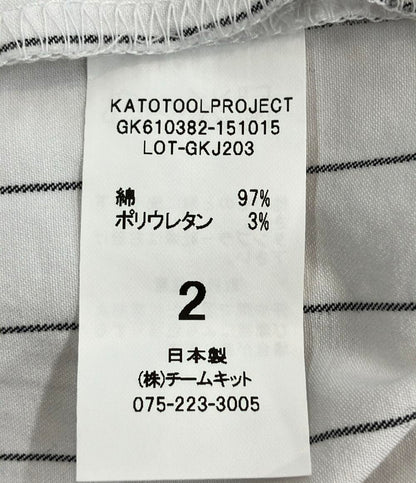 KATOTOOLPROJECT
GK610382-151015
LOT-GKJ203
綿 97%
ポリウレタン 3%
2
日本製
(株)チームキット
075-223-3005